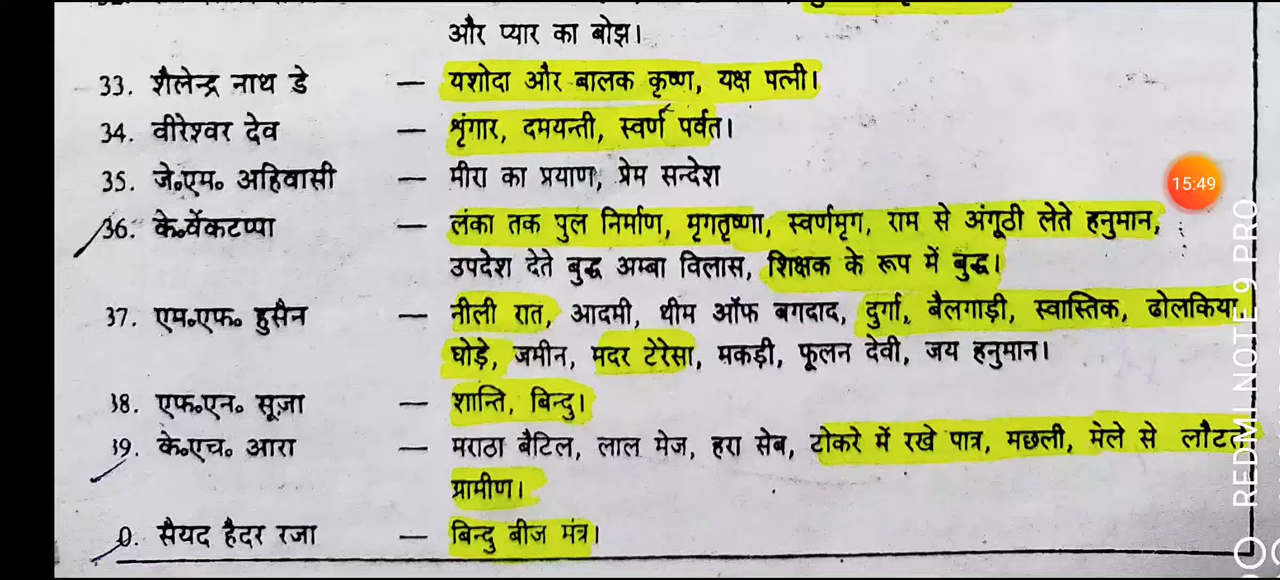 और प्यार का बोझ।
33. शैलेन्द्र नाथ डे — यशोदा और बालक कृष्ण, यक्ष पत्नी।
34. वीरेश्वर देव — श्रृंगार, दमयन्ती, स्वर्ण पर्वत।
35. जे०एम० अहिवासी — मीरा का प्रयाण, प्रेम सन्देश
36. के०वेंकटप्पा — लंका तक पुल निर्माण, मृगतृष्णा, स्वर्णमृग, राम से अंगूठी लेते हनुमान,
उपदेश देते बुद्ध अम्बा विलास, शिक्षक के रूप में बुद्ध।
37. एम०एफ० हुसैन — नीली रात, आदमी, थीम ऑफ बगदाद, दुर्गा, बैलगाड़ी, स्वास्तिक, ढोलकिया
घोड़े, जमीन, मदर टेरेसा, मकड़ी, फूलन देवी, जय हनुमान।
38. एफ०एन० सूज़ा — शान्ति, बिन्दु।
39. के०एच० आरा — मराठा बैटिल, लाल मेज, हरा सेब, टोकरे में रखे पात्र, मछली, मेले से लौटते
ग्रामीण।
0. सैयद हैदर रजा — बिन्दु बीज मंत्र।
15:49
REDMI NOTE 9 PRO